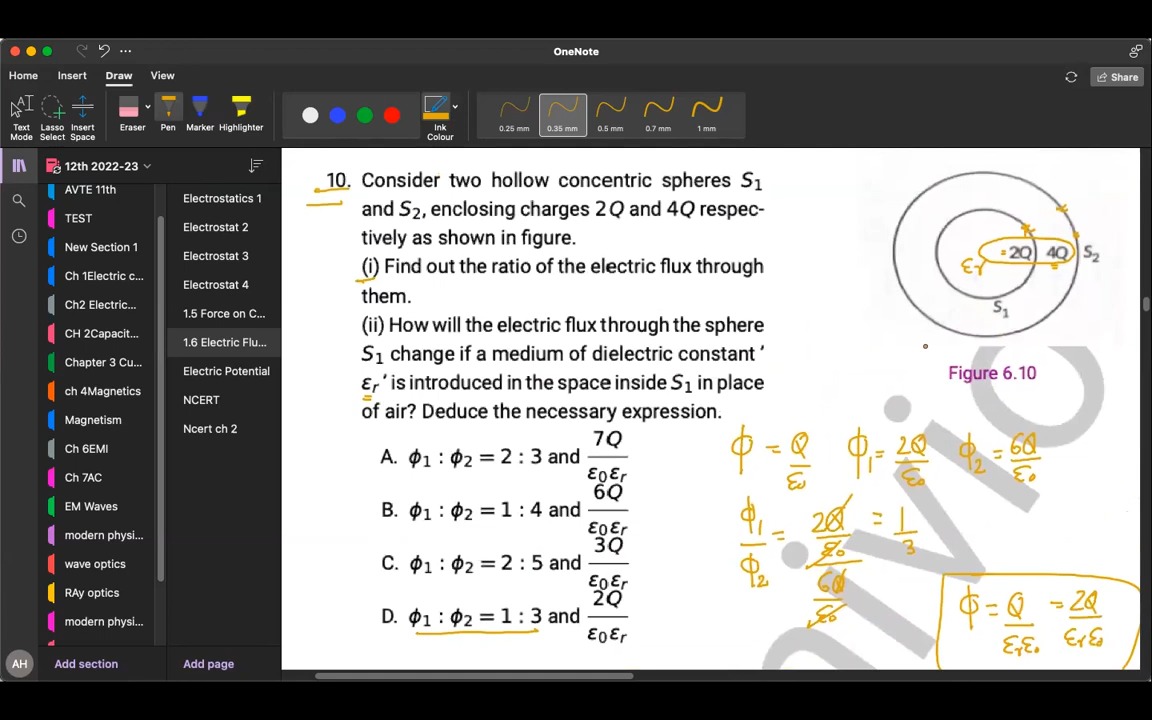 OneNote
Home Insert Draw View
Share
Text Mode
Lasso Select
Insert Space
Eraser
Pen
Marker
Highlighter
Ink Colour
0.25 mm
0.35 mm
0.5 mm
0.7 mm
1 mm
12th 2022-23
AVTE 11th
TEST
New Section 1
Ch 1Electric c...
Ch2 Electric...
CH 2Capacit...
Chapter 3 Cu...
ch 4Magnetics
Magnetism
Ch 6EMI
Ch 7AC
EM Waves
modern physi...
wave optics
RAy optics
modern physi...
Add section
AH
Electrostatics 1
Electrostat 2
Electrostat 3
Electrostat 4
1.5 Force on C...
1.6 Electric Flu...
Electric Potential
NCERT
Ncert ch 2
Add page
10. Consider two hollow concentric spheres S₁
and S₂, enclosing charges 2Q and 4Q respec-
tively as shown in figure.
(i) Find out the ratio of the electric flux through
them.
(ii) How will the electric flux through the sphere
S₁ change if a medium of dielectric constant '
εᵣ' is introduced in the space inside S₁ in place
of air? Deduce the necessary expression.
A. ϕ₁ : ϕ₂ = 2 : 3 and 7Q/ε₀εᵣ
B. ϕ₁ : ϕ₂ = 1 : 4 and 6Q/ε₀εᵣ
C. ϕ₁ : ϕ₂ = 2 : 5 and 3Q/ε₀εᵣ
D. ϕ₁ : ϕ₂ = 1 : 3 and 2Q/ε₀εᵣ
εr 2Q 4Q S₂
S₁
Figure 6.10
ϕ = Q/ε₀ ϕ₁ = 2Q/ε₀ ϕ₂ = 6Q/ε₀
ϕ₁/ϕ₂ = (2Q/ε₀)/(6Q/ε₀) = 1/3
ϕ = Q/εrε₀ = 2Q/εrε₀